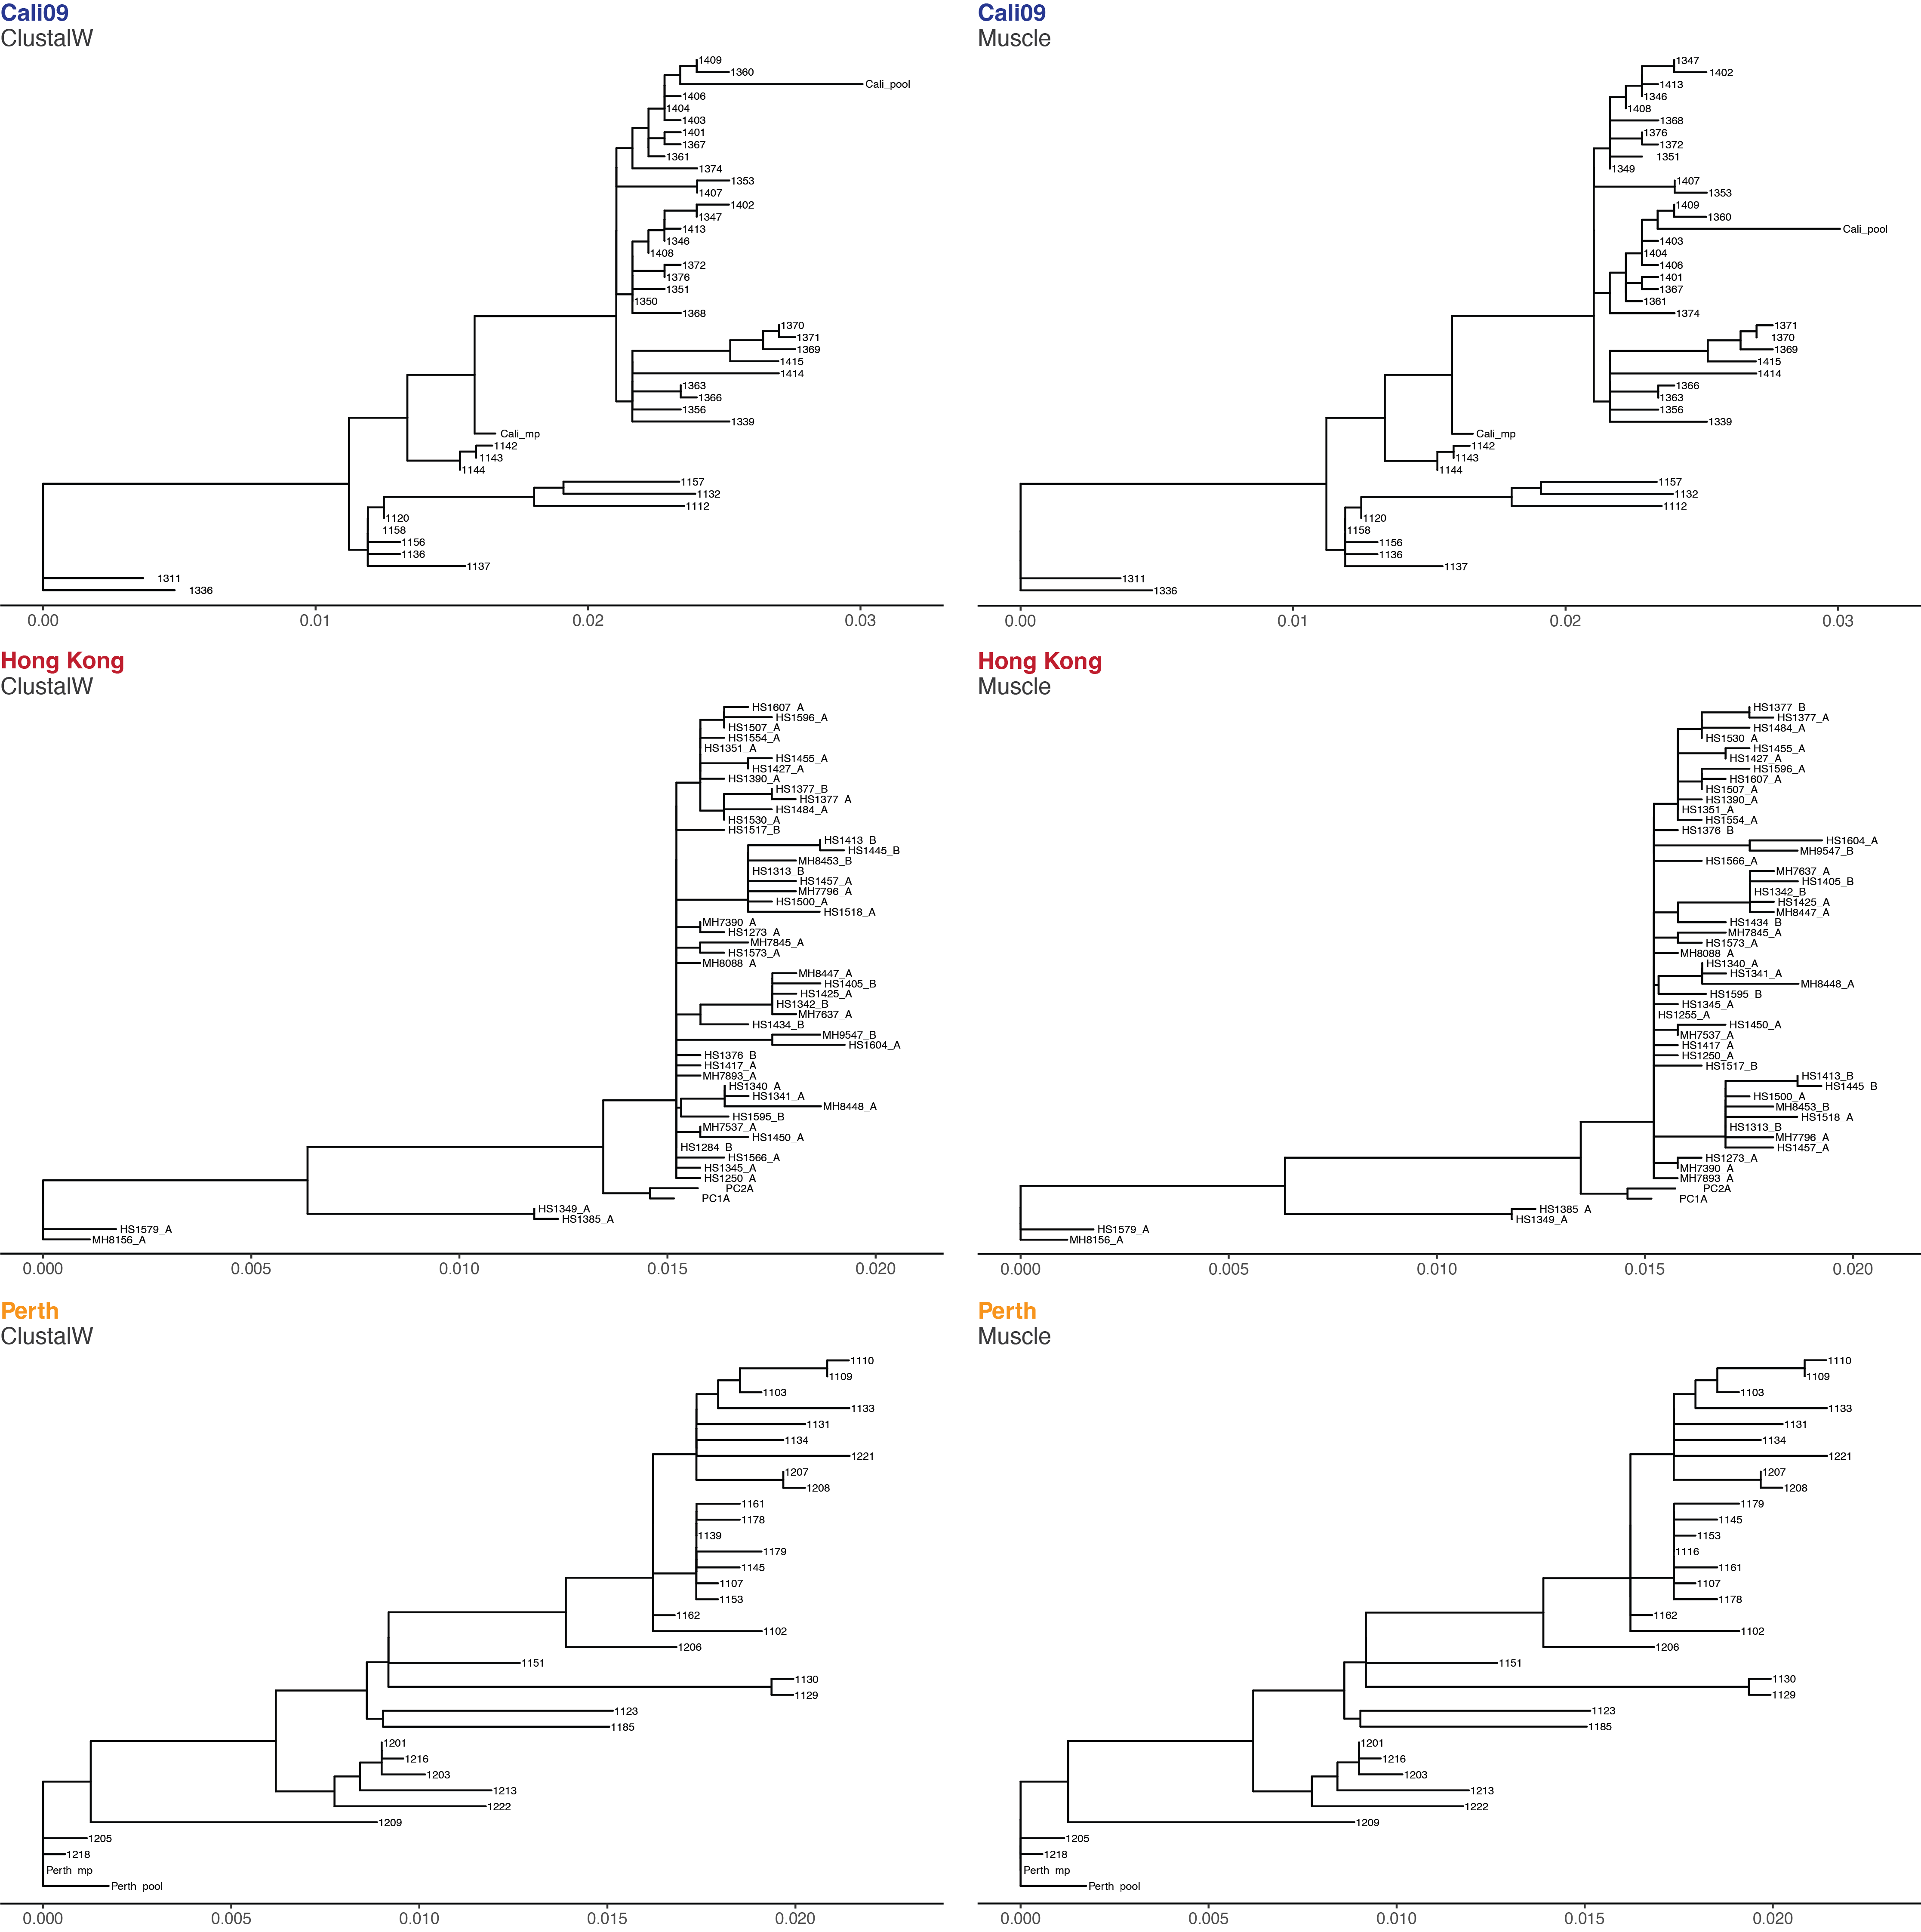 Cali09
ClustalW
1409
1360
Cali_pool
1406
1404
1403
1401
1367
1361
1374
1353
1407
1402
1347
1413
1346
1408
1372
1376
1351
1350
1368
1370
1371
1369
1415
1414
1363
1366
1356
1339
Cali_mp
1142
1143
1144
1157
1132
1112
1120
1158
1156
1136
1137
1311
1336
0.00 0.01 0.02 0.03
Cali09
Muscle
1347
1402
1413
1346
1408
1368
1376
1372
1351
1349
1407
1353
1409
1360
Cali_pool
1403
1404
1406
1401
1367
1361
1374
1371
1370
1369
1415
1414
1366
1363
1356
1339
Cali_mp
1142
1143
1144
1157
1132
1112
1120
1158
1156
1136
1137
1311
1336
0.00 0.01 0.02 0.03
Hong Kong
ClustalW
HS1607_A
HS1596_A
HS1507_A
HS1554_A
HS1351_A
HS1455_A
HS1427_A
HS1390_A
HS1377_B
HS1377_A
HS1484_A
HS1530_A
HS1517_B
HS1413_B
HS1445_B
MH8453_B
HS1313_B
HS1457_A
MH7796_A
HS1500_A
HS1518_A
MH7390_A
HS1273_A
MH7845_A
HS1573_A
MH8088_A
MH8447_A
HS1405_B
HS1425_A
HS1342_B
MH7637_A
HS1434_B
MH9547_B
HS1604_A
HS1376_B
HS1417_A
MH7893_A
HS1340_A
HS1341_A
MH8448_A
HS1595_B
MH7537_A
HS1450_A
HS1284_B
HS1566_A
HS1345_A
HS1250_A
PC2A
PC1A
HS1349_A
HS1385_A
HS1579_A
MH8156_A
0.000 0.005 0.010 0.015 0.020
Hong Kong
Muscle
HS1377_B
HS1377_A
HS1484_A
HS1530_A
HS1455_A
HS1427_A
HS1596_A
HS1607_A
HS1507_A
HS1390_A
HS1351_A
HS1554_A
HS1376_B
HS1604_A
MH9547_B
HS1566_A
MH7637_A
HS1405_B
HS1342_B
HS1425_A
MH8447_A
HS1434_B
MH7845_A
HS1573_A
MH8088_A
HS1340_A
HS1341_A
MH8448_A
HS1595_B
HS1345_A
HS1255_A
HS1450_A
MH7537_A
HS1417_A
HS1250_A
HS1517_B
HS1413_B
HS1445_B
HS1500_A
MH8453_B
HS1518_A
HS1313_B
MH7796_A
HS1457_A
HS1273_A
MH7390_A
MH7893_A
PC2A
PC1A
HS1385_A
HS1349_A
HS1579_A
MH8156_A
0.000 0.005 0.010 0.015 0.020
Perth
ClustalW
1110
1109
1103
1133
1131
1134
1221
1207
1208
1161
1178
1139
1179
1145
1107
1153
1162
1102
1206
1151
1130
1129
1123
1185
1201
1216
1203
1213
1222
1209
1205
1218
Perth_mp
Perth_pool
0.000 0.005 0.010 0.015 0.020
Perth
Muscle
1110
1109
1103
1133
1131
1134
1221
1207
1208
1179
1145
1153
1116
1161
1107
1178
1162
1102
1206
1151
1130
1129
1123
1185
1201
1216
1203
1213
1222
1209
1205
1218
Perth_mp
Perth_pool
0.000 0.005 0.010 0.015 0.020